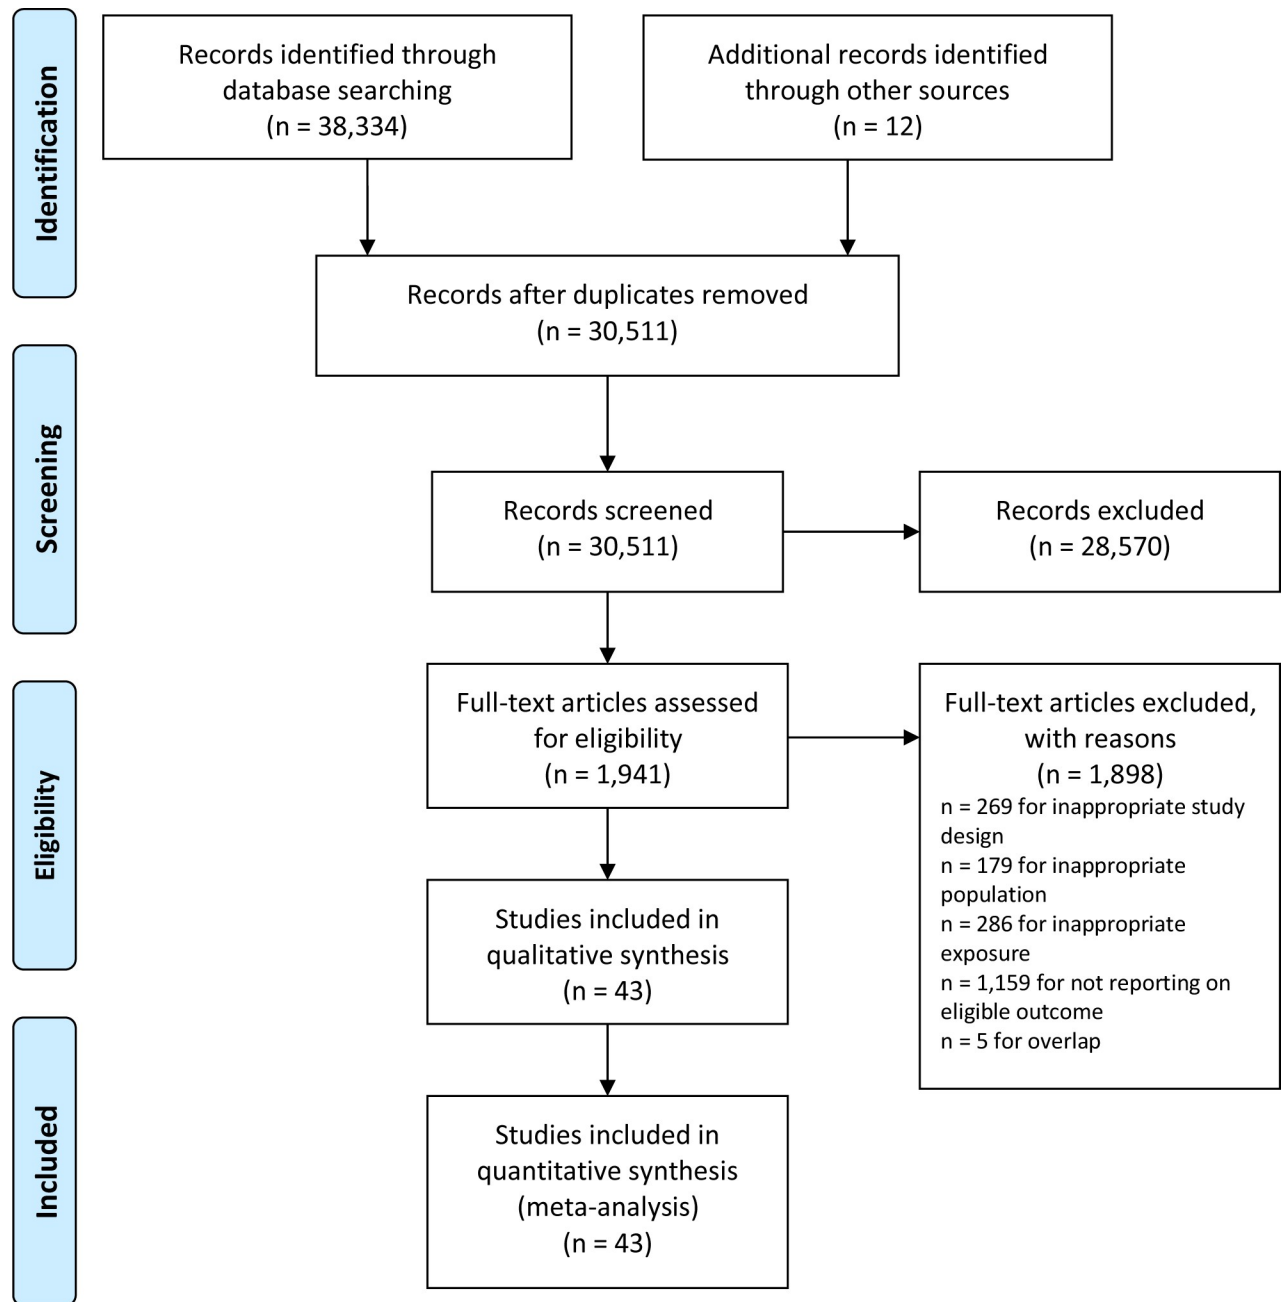 Identification
Records identified through
database searching
(n = 38,334)
Additional records identified
through other sources
(n = 12)
Records after duplicates removed
(n = 30,511)
Screening
Records screened
(n = 30,511)
Records excluded
(n = 28,570)
Eligibility
Full-text articles assessed
for eligibility
(n = 1,941)
Full-text articles excluded,
with reasons
(n = 1,898)
n = 269 for inappropriate study
design
n = 179 for inappropriate
population
n = 286 for inappropriate
exposure
n = 1,159 for not reporting on
eligible outcome
n = 5 for overlap
Studies included in
qualitative synthesis
(n = 43)
Included
Studies included in
quantitative synthesis
(meta-analysis)
(n = 43)